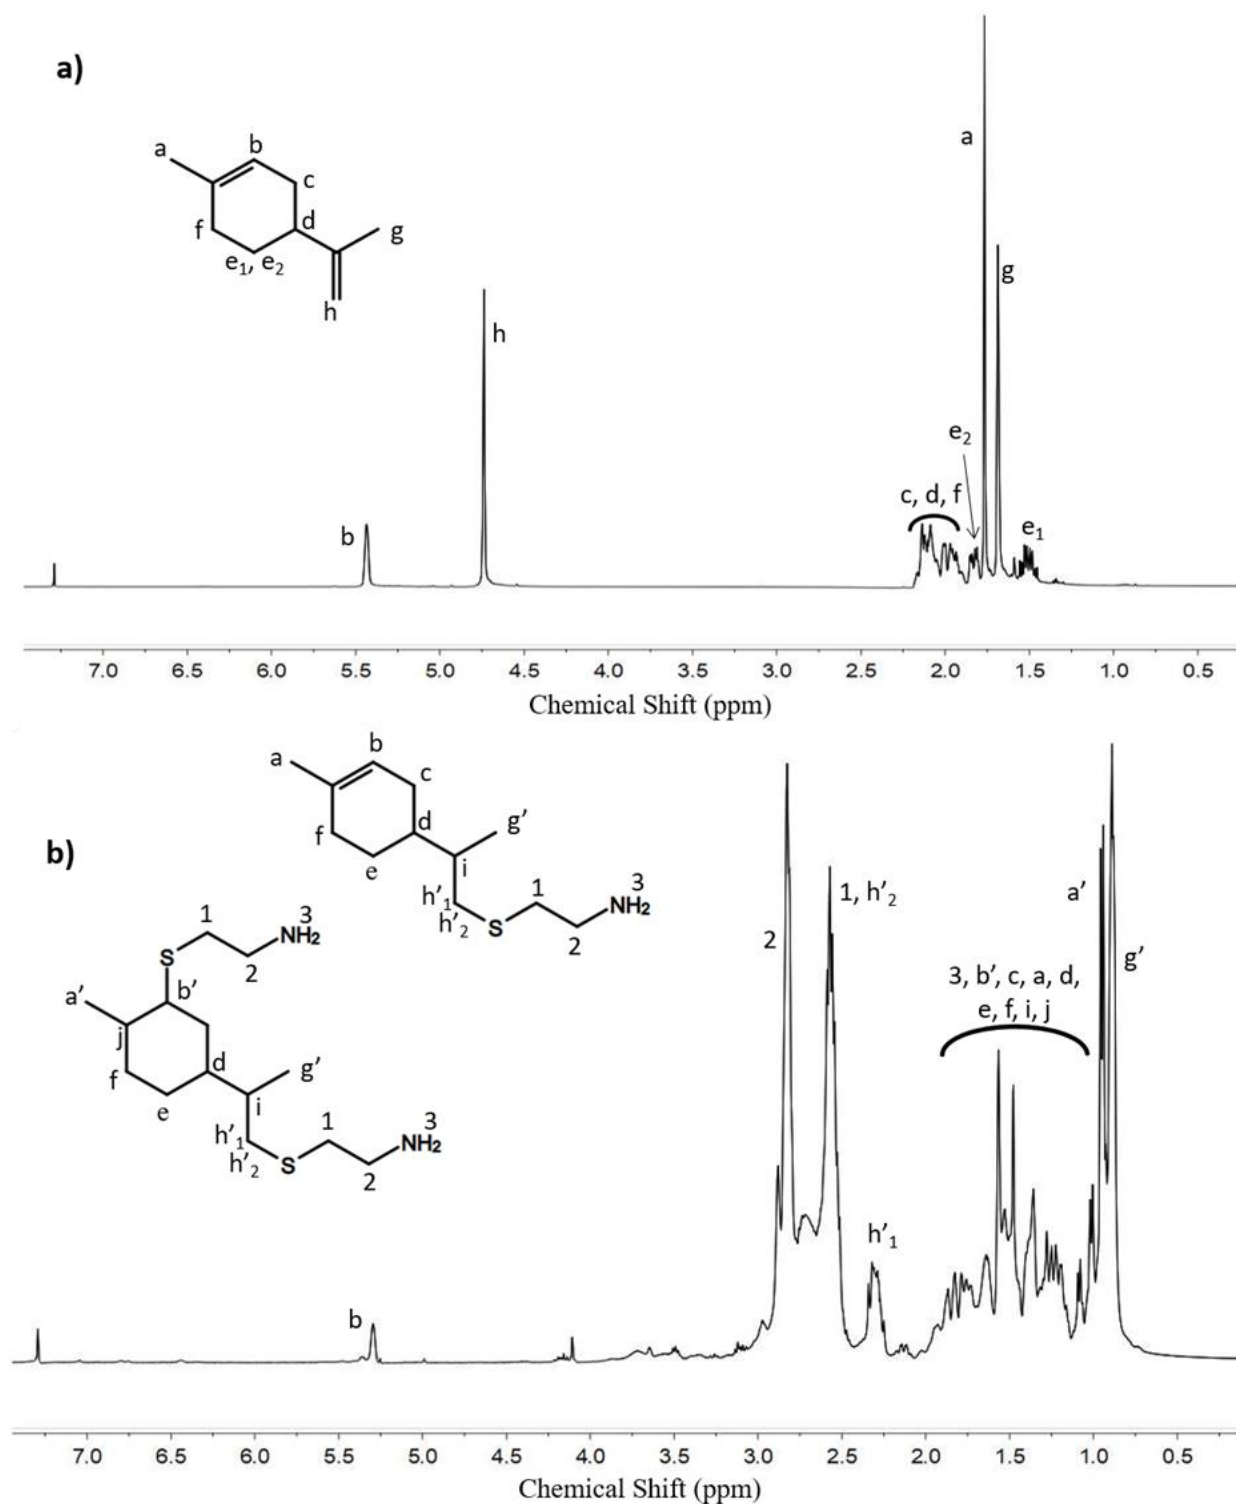 a)
a
b
c
d
f
g
e₁, e₂
h
b
h
c, d, f
e₂
a
g
e₁
7.0 6.5 6.0 5.5 5.0 4.5 4.0 3.5 3.0 2.5 2.0 1.5 1.0 0.5
Chemical Shift (ppm)
b)
a
b
c
d
f
e
g'
i
h'₁
h'₂
S
1
2
3
NH₂
1
2
3
NH₂
S
b'
a'
j
f
e
d
g'
i
h'₁
h'₂
S
1
2
3
NH₂
b
2
1, h'₂
h'₁
3, b', c, a, d,
e, f, i, j
a'
g'
7.0 6.5 6.0 5.5 5.0 4.5 4.0 3.5 3.0 2.5 2.0 1.5 1.0 0.5
Chemical Shift (ppm)